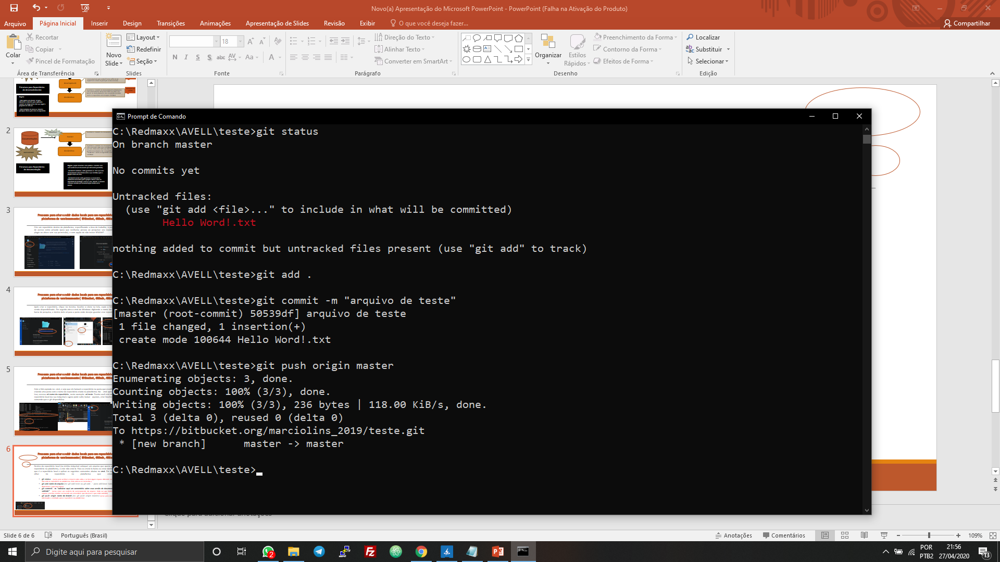 Novo(a) Apresentação do Microsoft PowerPoint - PowerPoint (Falha na Ativação do Produto)
Arquivo Página Inicial Inserir Design Transições Animações Apresentação de Slides Revisão Exibir O que você deseja fazer... Compartilhar
Colar
Recortar
Copiar
Pincel de Formatação
Área de Transferência
Novo Slide
Layout
Redefinir
Seção
Slides
18
N I S S abc AV Aa A
Fonte
Direção do Texto
Alinhar Texto
Converter em SmartArt
Parágrafo
Organizar
Estilos Rápidos
Preenchimento da Forma
Contorno da Forma
Efeitos de Forma
Desenho
Localizar
Substituir
Selecionar
Edição
2
3
4
5
6
Prompt de Comando
C:\Redmaxx\AVELL\teste>git status
On branch master
No commits yet
Untracked files:
(use "git add <file>..." to include in what will be committed)
Hello Word!.txt
nothing added to commit but untracked files present (use "git add" to track)
C:\Redmaxx\AVELL\teste>git add .
C:\Redmaxx\AVELL\teste>git commit -m "arquivo de teste"
[master (root-commit) 50539df] arquivo de teste
1 file changed, 1 insertion(+)
create mode 100644 Hello Word!.txt
C:\Redmaxx\AVELL\teste>git push origin master
Enumerating objects: 3, done.
Counting objects: 100% (3/3), done.
Writing objects: 100% (3/3), 236 bytes | 118.00 KiB/s, done.
Total 3 (delta 0), reused 0 (delta 0)
To https://bitbucket.org/marciolins_2019/teste.git
* [new branch] master -> master
C:\Redmaxx\AVELL\teste>
Slide 6 de 6 Português (Brasil) Anotações Comentários 109%
Digite aqui para pesquisar
2
POR
PTB2
21:56
27/04/2020
13